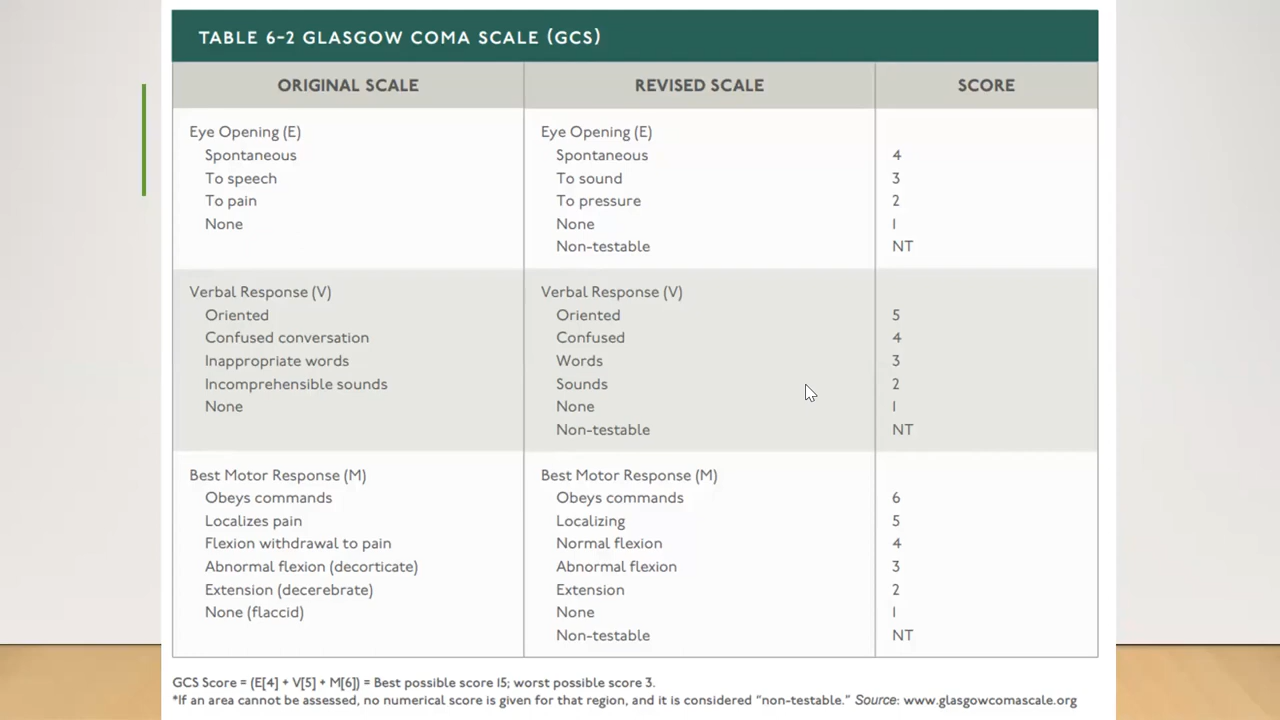 TABLE 6-2 GLASGOW COMA SCALE (GCS)
ORIGINAL SCALE REVISED SCALE SCORE
Eye Opening (E) Eye Opening (E)
Spontaneous Spontaneous 4
To speech To sound 3
To pain To pressure 2
None None 1
Non-testable NT
Verbal Response (V) Verbal Response (V)
Oriented Oriented 5
Confused conversation Confused 4
Inappropriate words Words 3
Incomprehensible sounds Sounds 2
None None 1
Non-testable NT
Best Motor Response (M) Best Motor Response (M)
Obeys commands Obeys commands 6
Localizes pain Localizing 5
Flexion withdrawal to pain Normal flexion 4
Abnormal flexion (decorticate) Abnormal flexion 3
Extension (decerebrate) Extension 2
None (flaccid) None 1
Non-testable NT
GCS Score = (E[4] + V[5] + M[6]) = Best possible score 15; worst possible score 3.
*If an area cannot be assessed, no numerical score is given for that region, and it is considered “non-testable.” Source: www.glasgowcomascale.org